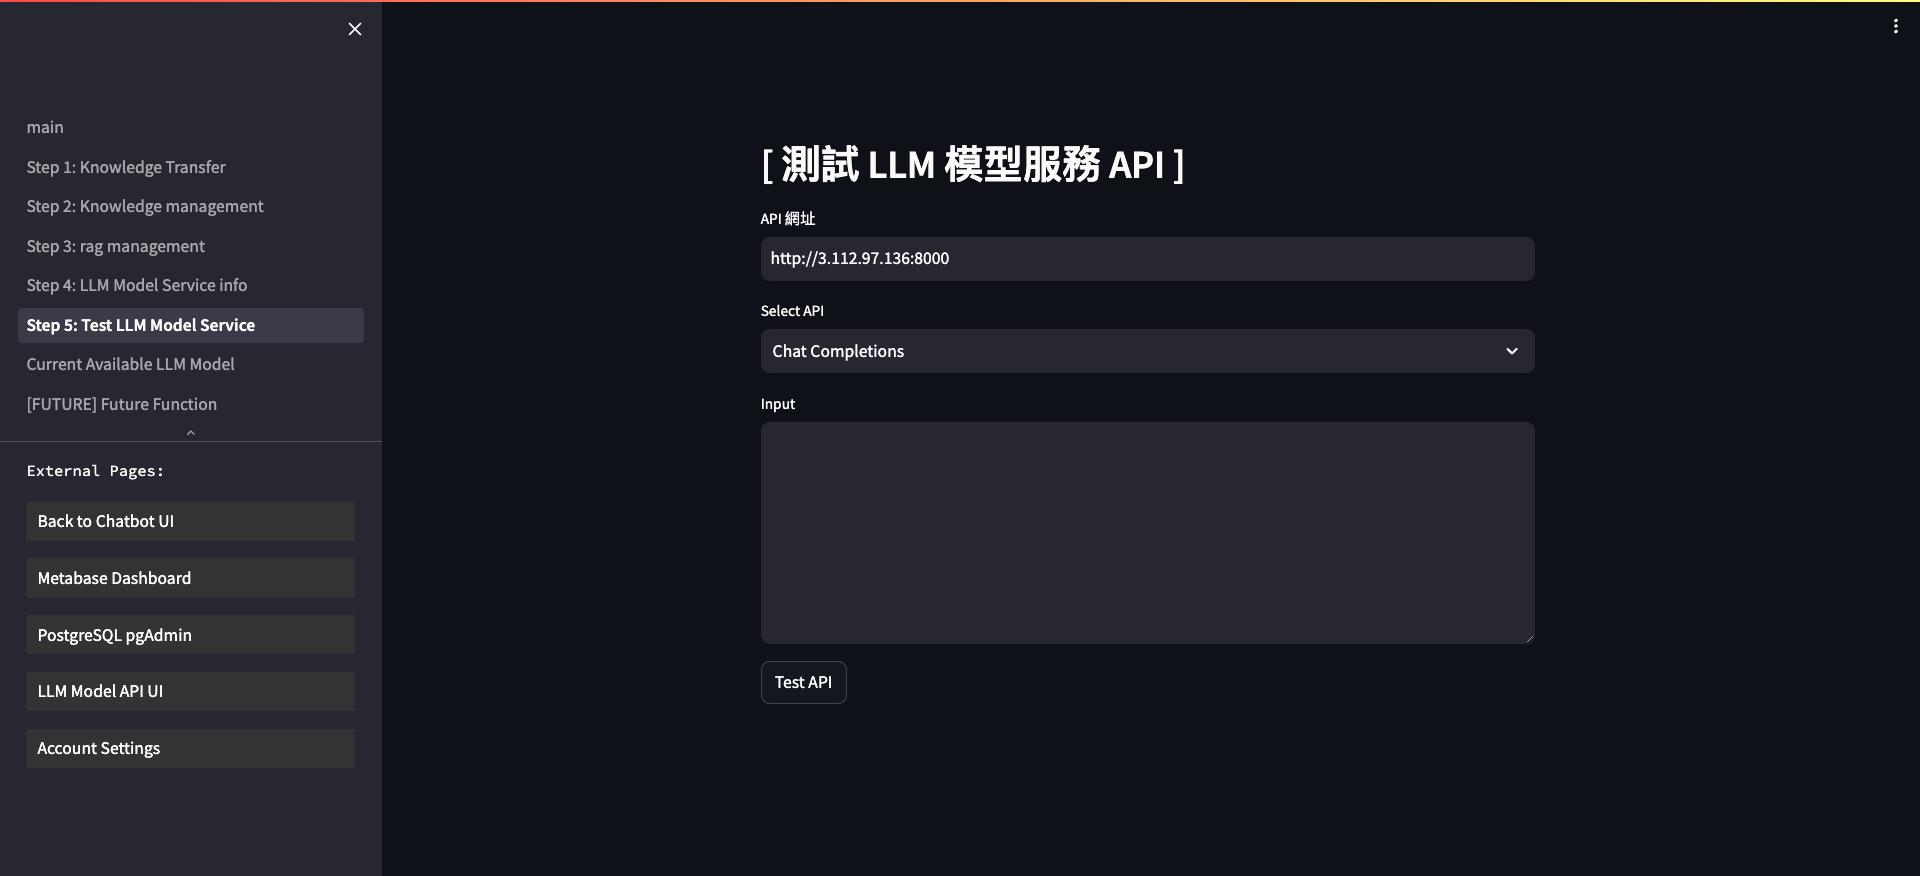 main
Step 1: Knowledge Transfer
Step 2: Knowledge management
Step 3: rag management
Step 4: LLM Model Service info
Step 5: Test LLM Model Service
Current Available LLM Model
[FUTURE] Future Function
External Pages:
Back to Chatbot UI
Metabase Dashboard
PostgreSQL pgAdmin
LLM Model API UI
Account Settings
[ 測試 LLM 模型服務 API ]
API 網址
http://3.112.97.136:8000
Select API
Chat Completions
Input
Test API